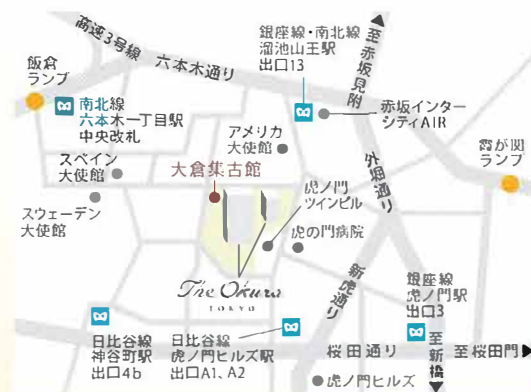 高速3号線
六本木通り
飯倉
ランプ
南北線
六本木一丁目駅
中央改札
銀座線・南北線
溜池山王駅
出口13
▲至赤坂見附
赤坂インター
シティAIR
外堀通り
霞が関
ランプ
アメリカ
大使館
スペイン
大使館
大倉集古館
スウェーデン
大使館
虎ノ門
ツインビル
虎の門病院
The Okura
TOKYO
新虎通り
銀座線
虎ノ門駅
出口3
日比谷線
神谷町駅
出口4b
日比谷線
虎ノ門ヒルズ駅
出口A1、A2
桜田通り
至新橋▼
至桜田門▶
虎ノ門ヒルズ